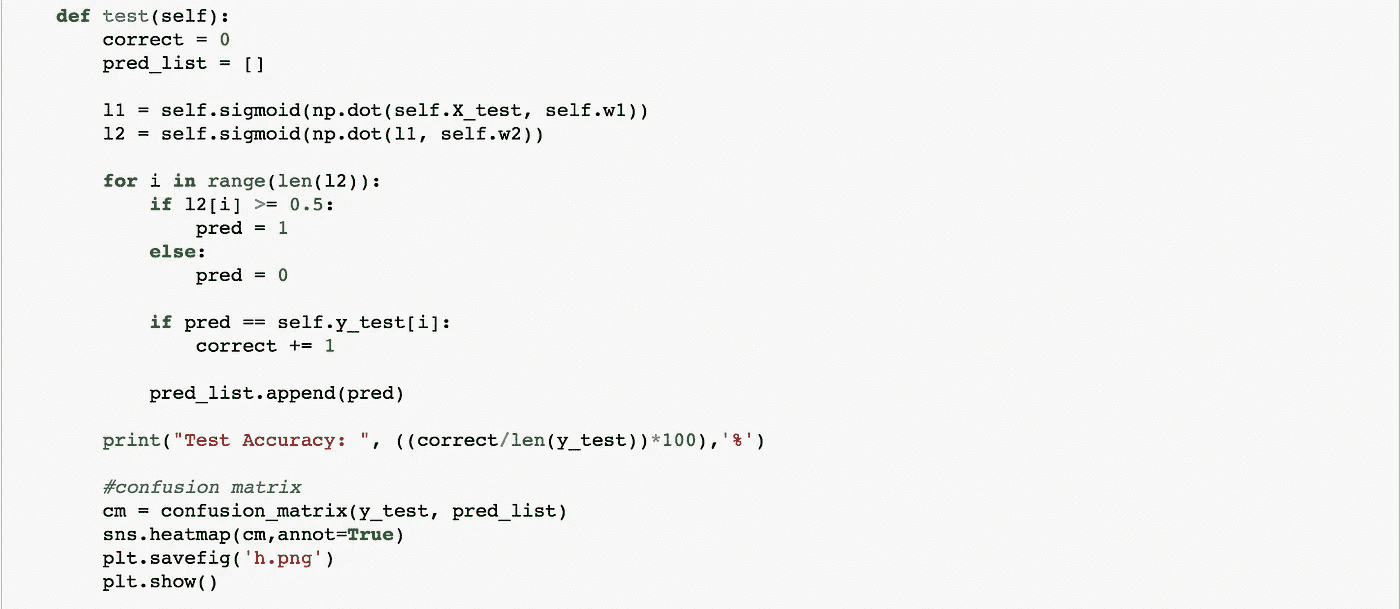 def test(self):
    correct = 0
    pred_list = []
    l1 = self.sigmoid(np.dot(self.X_test, self.w1))
    l2 = self.sigmoid(np.dot(l1, self.w2))
    for i in range(len(l2)):
        if l2[i] >= 0.5:
            pred = 1
        else:
            pred = 0
        if pred == self.y_test[i]:
            correct += 1
        pred_list.append(pred)
    print("Test Accuracy: ", ((correct/len(y_test))*100),'%')
    #confusion matrix
    cm = confusion_matrix(y_test, pred_list)
    sns.heatmap(cm,annot=True)
    plt.savefig('h.png')
    plt.show()